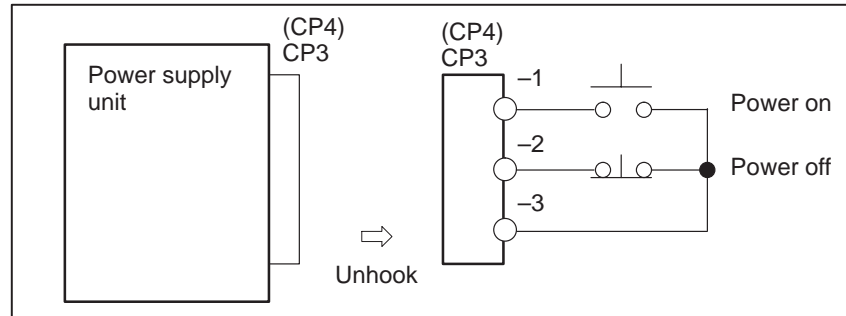 (CP4)
CP3
Power supply
unit
Unhook
(CP4)
CP3
–1
Power on
–2
Power off
–3